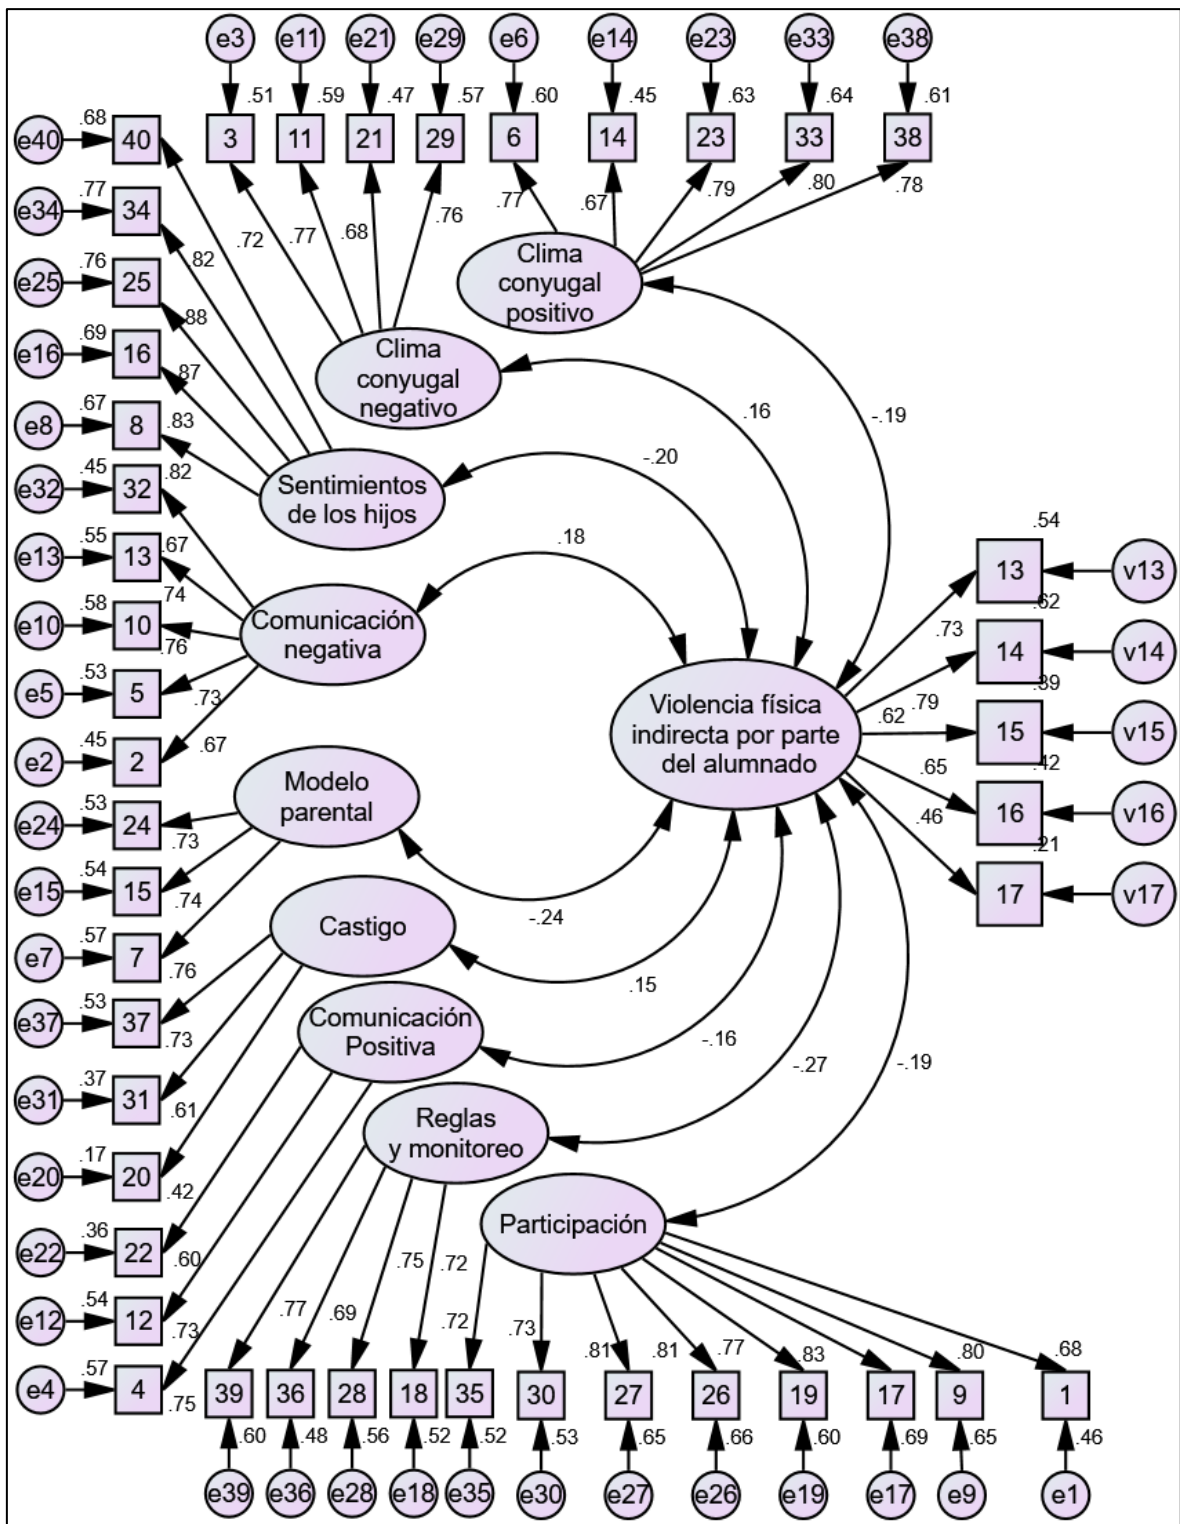 e3 e11 e21 e29 e6 e14 e23 e33 e38
.51 .59 .47 .57 .60 .45 .63 .64 .61
3 11 21 29 6 14 23 33 38
.72 .77 .68 .76 .77 .67 .79 .80 .78
e40 .68 40
e34 .77 34
.82
e25 .76 25
.88
e16 .69 16
.87
e8 .67 8
.83
.82
e32 .45 32
e13 .55 13
.67
.74
e10 .58 10
.76
e5 .53 5
.73
e2 .45 2
.67
e24 .53 24
.73
e15 .54 15
.74
e7 .57 7
.76
e37 .53 37
.73
e31 .37 31
.61
e20 .17 20
.42
e22 .36 22
.60
e12 .54 12
.73
e4 .57 4
.75
Clima
conyugal
positivo
Clima
conyugal
negativo
Sentimientos
de los hijos
Comunicación
negativa
Modelo
parental
Castigo
Comunicación
Positiva
Reglas
y monitoreo
Participación
-.19
.16
-.20
.18
-.24
.15
-.16
-.27
-.19
Violencia física
indirecta por parte
del alumnado
.54
13 v13
.73
.62
14 v14
.79
.39
15 v15
.62
.42
16 v16
.65
.21
17 v17
.46
.77 .69 .75 .72 .72 .73 .81 .81 .77 .83 .80 .68
39 36 28 18 35 30 27 26 19 17 9 1
.60 .48 .56 .52 .52 .53 .65 .66 .60 .69 .65 .46
e39 e36 e28 e18 e35 e30 e27 e26 e19 e17 e9 e1